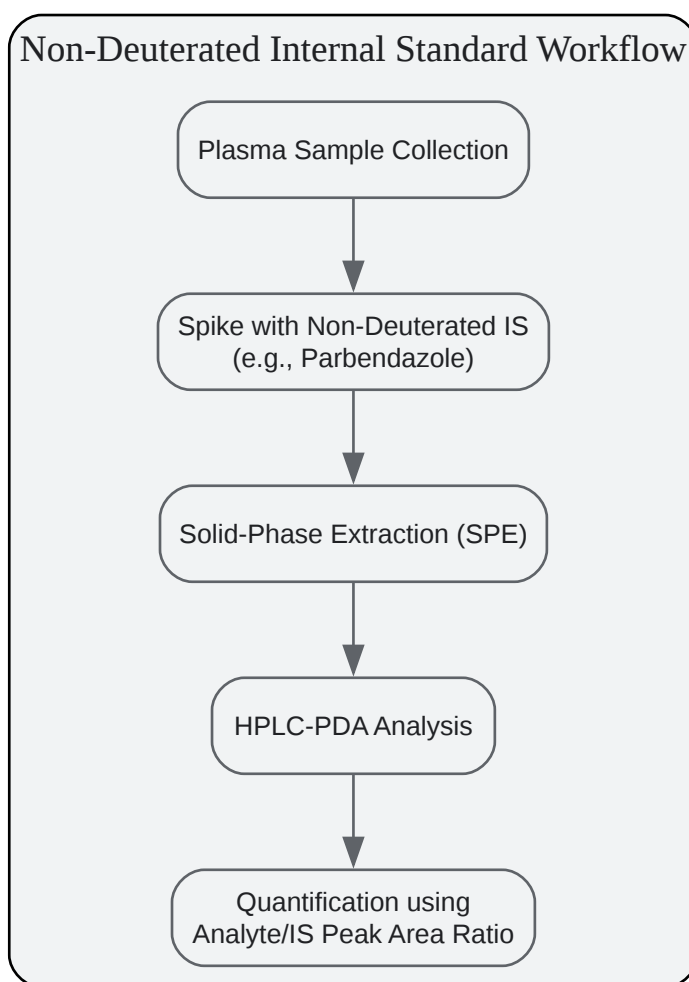 Non-Deuterated Internal Standard Workflow
Plasma Sample Collection
Spike with Non-Deuterated IS
(e.g., Parbendazole)
Solid-Phase Extraction (SPE)
HPLC-PDA Analysis
Quantification using
Analyte/IS Peak Area Ratio